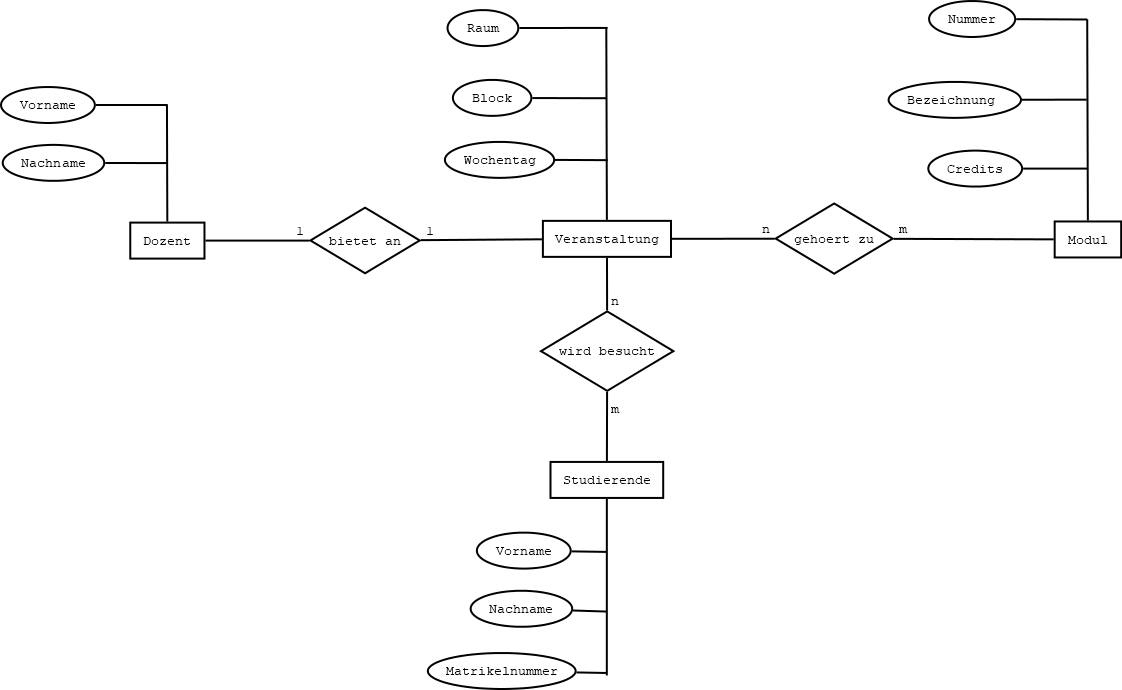 Nummer
Raum
Block
Bezeichnung
Vorname
Wochentag
Nachname
Credits
Dozent
1
bietet an
1
Veranstaltung
n
gehoert zu
m
Modul
n
wird besucht
m
Studierende
Vorname
Nachname
Matrikelnummer